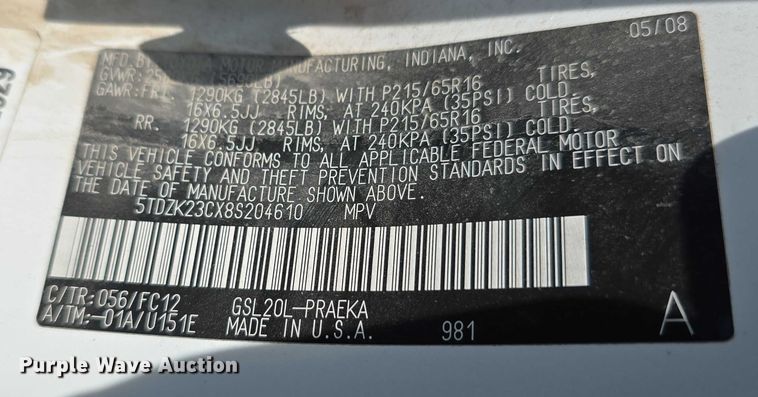 05/08
MFD.BY TOYOTA MOTOR MANUFACTURING, INDIANA, INC.
GVWR: (5690LB)
GAWR:FRT. 1290KG (2845LB) WITH P215/65R16 TIRES,
16X6.5JJ RIMS, AT 240KPA (35PSI) COLD.
RR. 1290KG (2845LB) WITH P215/65R16 TIRES,
16X6.5JJ RIMS, AT 240KPA (35PSI) COLD.
THIS VEHICLE CONFORMS TO ALL APPLICABLE FEDERAL MOTOR
VEHICLE SAFETY AND THEFT PREVENTION STANDARDS IN EFFECT ON
THE DATE OF MANUFACTURE SHOWN ABOVE.
5TDZK23CX8S204610 MPV
C/TR: 056/FC12 GSL20L-PRAEKA
A/TM: -01A/U151E MADE IN U.S.A. 981 A
Purple Wave Auction